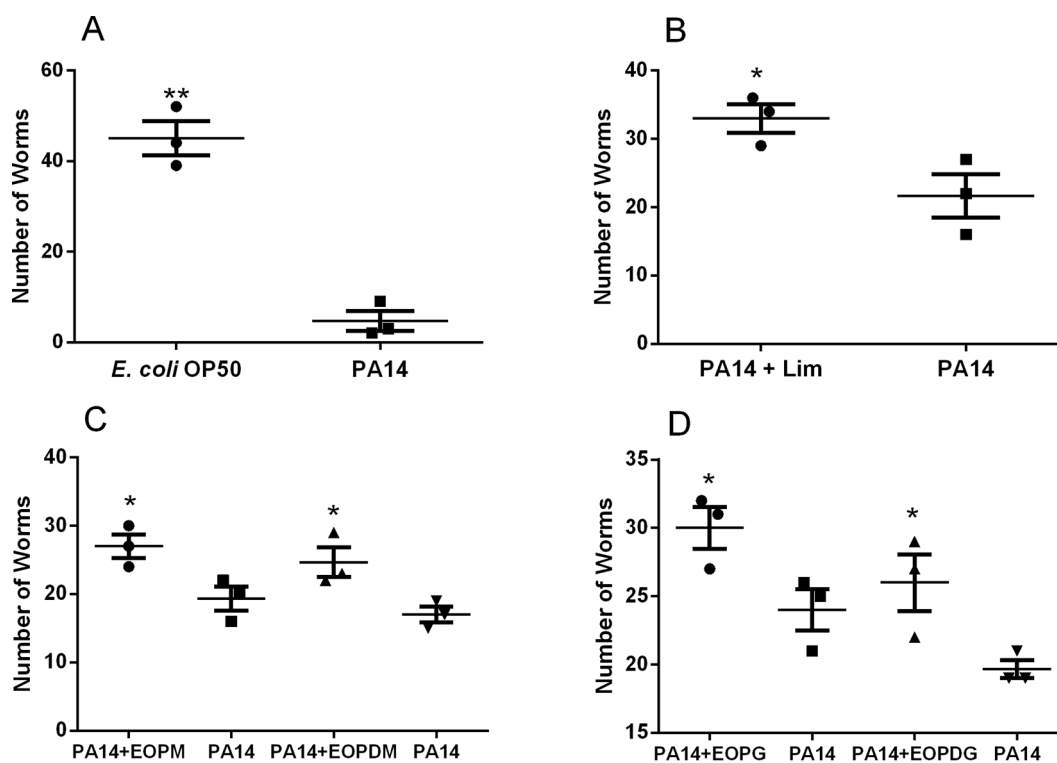 A
Number of Worms
60
**
40
20
0
E. coli OP50 PA14
B
Number of Worms
40
*
30
20
10
0
PA14 + Lim PA14
C
Number of Worms
40
*
*
30
20
10
0
PA14+EOPM PA14 PA14+EOPDM PA14
D
Number of Worms
35
*
*
30
25
20
15
PA14+EOPG PA14 PA14+EOPDG PA14